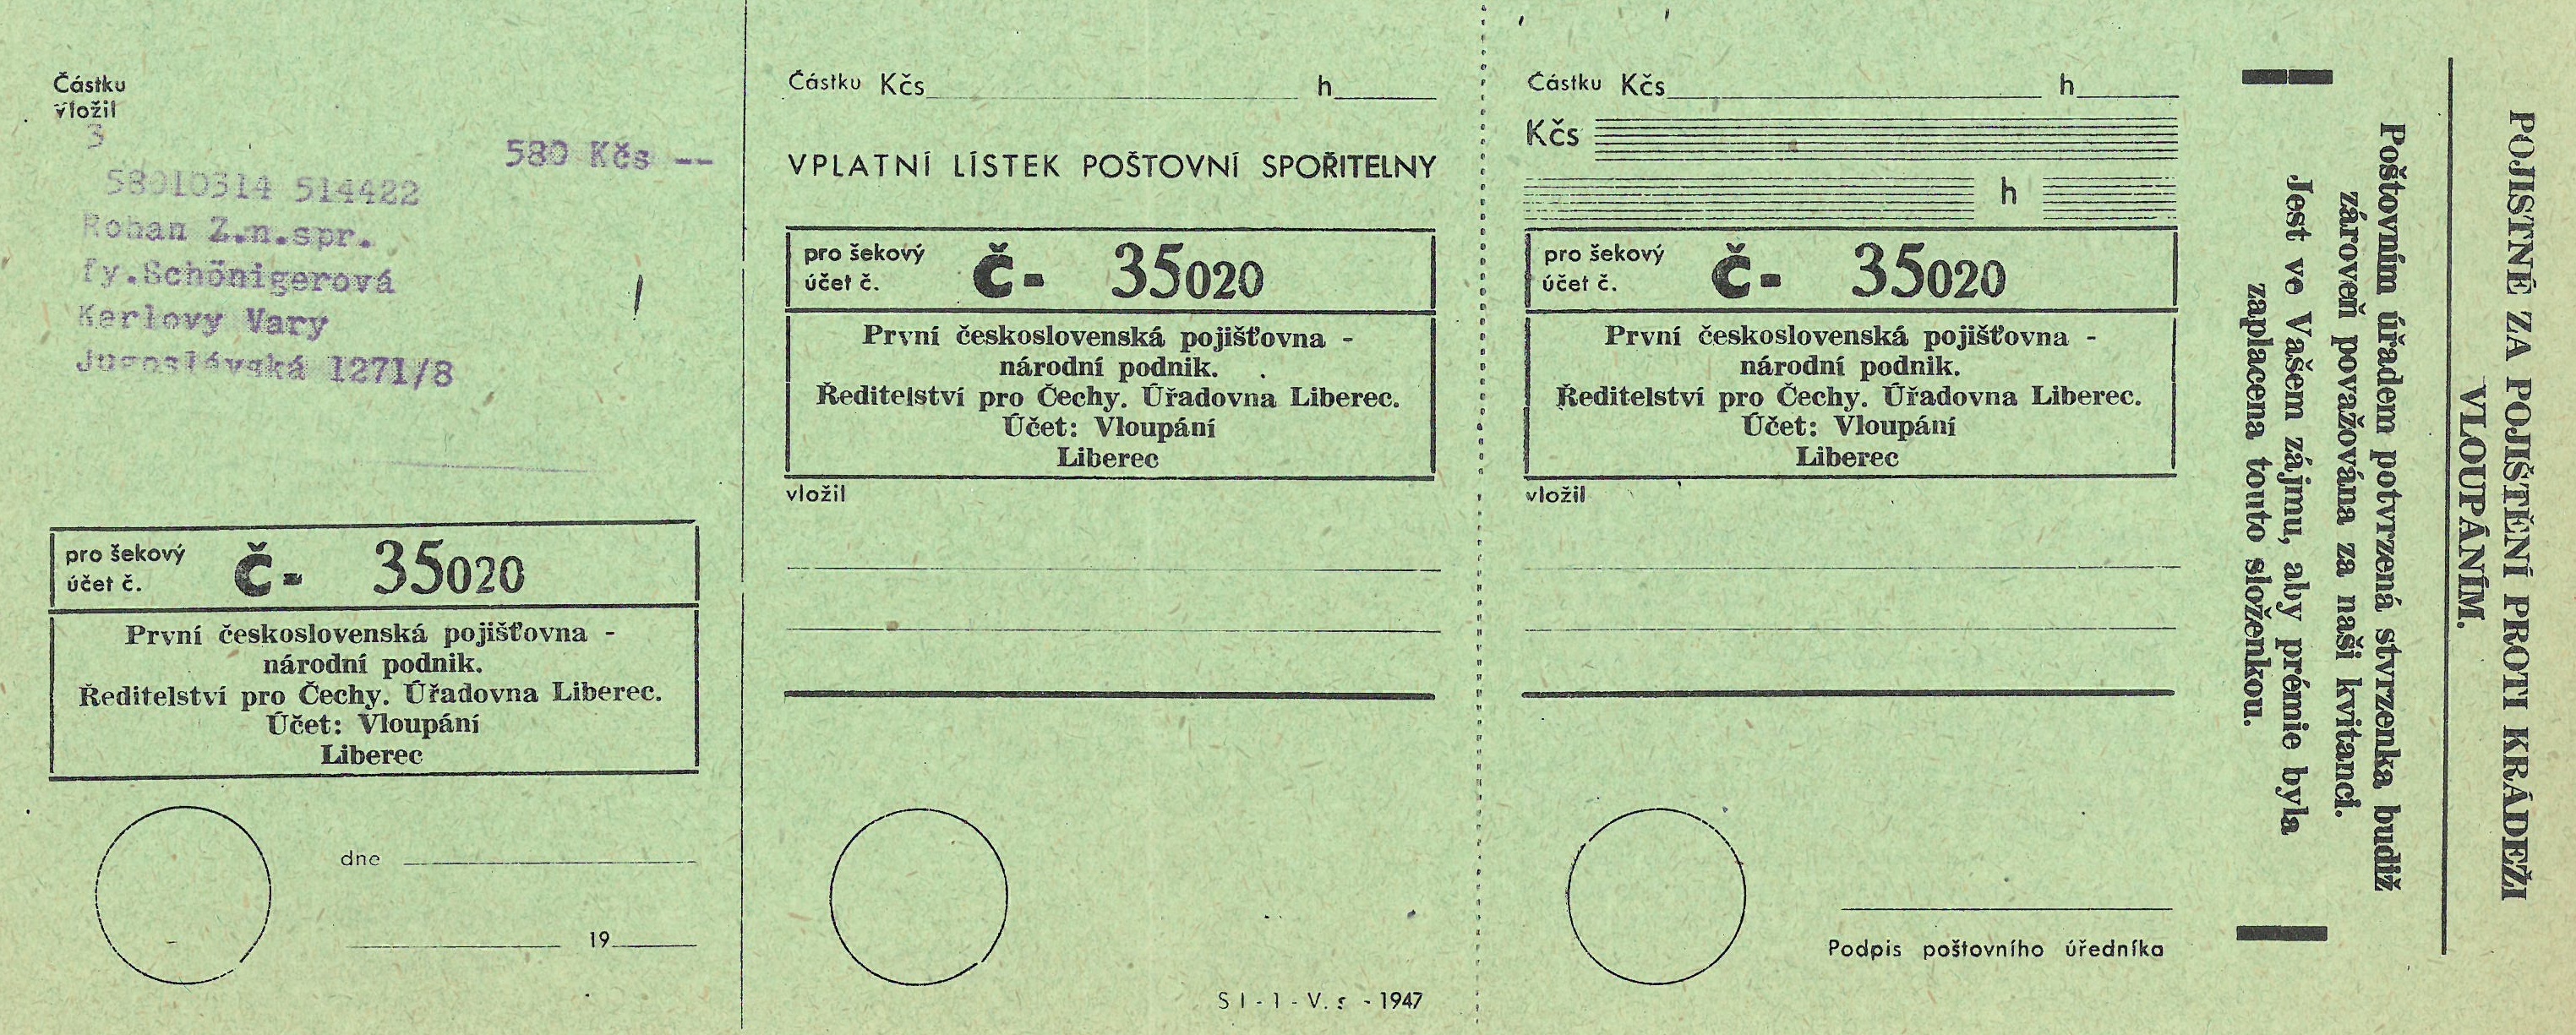 Částku
vložil
3
580 Kčs --
58010314 514422
Rohan Z.n.spr.
fy.Schönigerová
Kerlovy Vary
Jugoslávská 1271/8
pro šekový
účet č.
Č- 35020
První československá pojišťovna -
národní podnik.
Ředitelství pro Čechy. Úřadovna Liberec.
Účet: Vloupání
Liberec
dne
19
Částku Kčs h
VPLATNÍ LÍSTEK POŠTOVNÍ SPOŘITELNY
pro šekový
účet č.
Č- 35020
První československá pojišťovna -
národní podnik.
Ředitelství pro Čechy. Úřadovna Liberec.
Účet: Vloupání
Liberec
vložil
S I - 1 - V. s - 1947
Částku Kčs h
Kčs
h
pro šekový
účet č.
Č- 35020
První československá pojišťovna -
národní podnik.
Ředitelství pro Čechy. Úřadovna Liberec.
Účet: Vloupání
Liberec
vložil
Podpis poštovního úředníka
POJISTNÉ ZA POJIŠTĚNÍ PROTI KRÁDEŽI
VLOUPÁNÍM.
Poštovním úřadem potvrzená stvrzenka budiž
zároveň považována za naši kvitanci.
Jest ve Vašem zájmu, aby prémie byla
zaplacena touto složenkou.